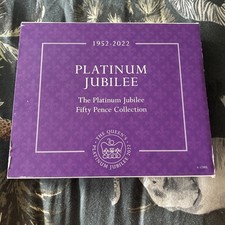 1952-2022
PLATINUM
JUBILEE
The Platinum Jubilee
Fifty Pence Collection
THE QUEEN'S
PLATINUM JUBILEE
2022